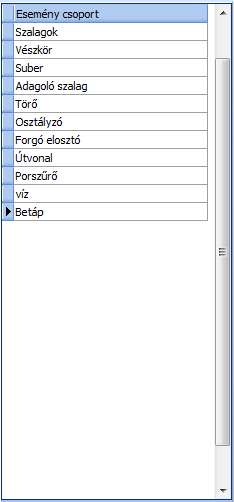 Esemény csoport
Szalagok
Vészkör
Suber
Adagoló szalag
Törő
Osztályzó
Forgó elosztó
Útvonal
Porszűrő
víz
Betáp